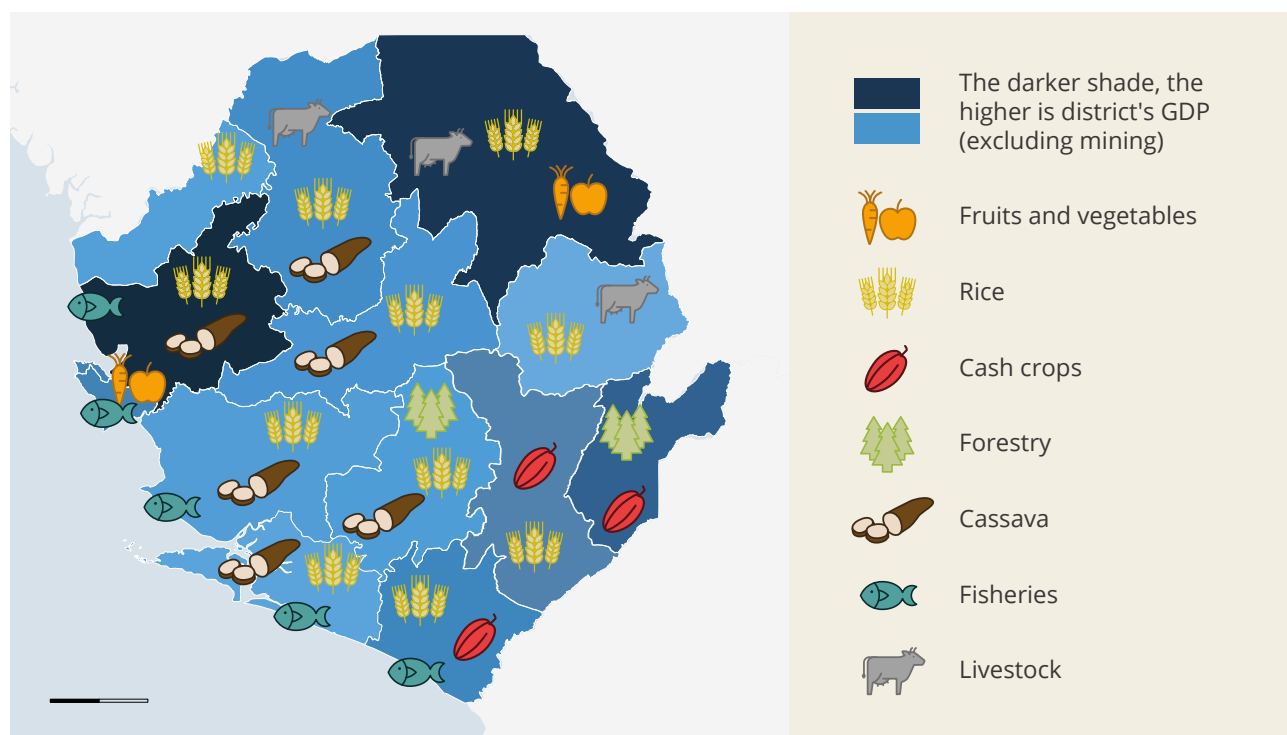 The darker shade, the
higher is district's GDP
(excluding mining)
Fruits and vegetables
Rice
Cash crops
Forestry
Cassava
Fisheries
Livestock